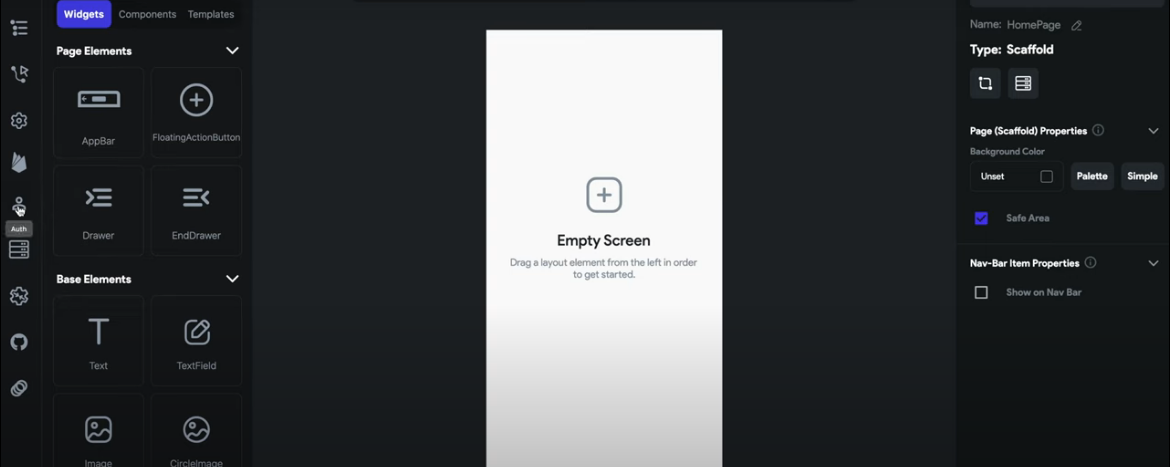 Widgets Components Templates
Page Elements
AppBar
FloatingActionButton
Drawer
EndDrawer
Auth
Base Elements
Text
TextField
Image
CircleImage
Empty Screen
Drag a layout element from the left in order
to get started.
Name: HomePage
Type: Scaffold
Page (Scaffold) Properties
Background Color
Unset
Palette
Simple
Safe Area
Nav-Bar Item Properties
Show on Nav Bar